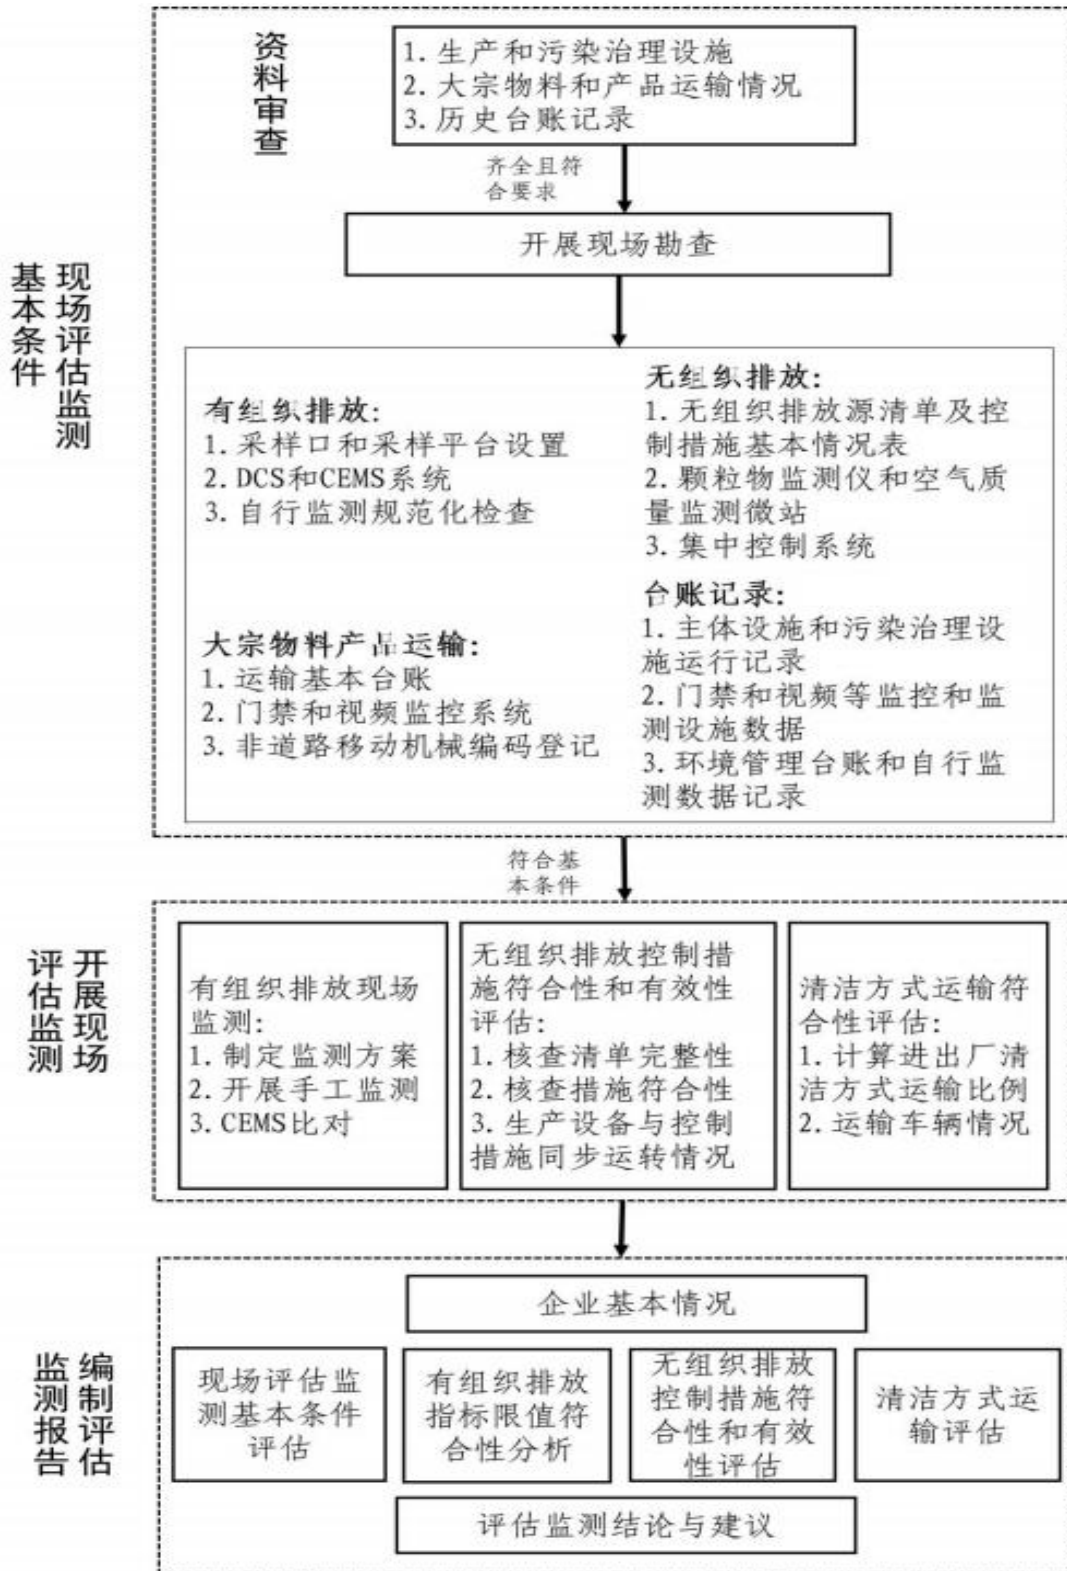 资料审查
1. 生产和污染治理设施
2. 大宗物料和产品运输情况
3. 历史台账记录
齐全且符
合要求
开展现场勘查
现场评估监测
基本条件
有组织排放:
1. 采样口和采样平台设置
2. DCS和CEMS系统
3. 自行监测规范化检查
无组织排放:
1. 无组织排放源清单及控
制措施基本情况表
2. 颗粒物监测仪和空气质
量监测微站
3. 集中控制系统
大宗物料产品运输:
1. 运输基本台账
2. 门禁和视频监控系统
3. 非道路移动机械编码登记
台账记录:
1. 主体设施和污染治理设
施运行记录
2. 门禁和视频等监控和监
测设施数据
3. 环境管理台账和自行监
测数据记录
符合基
本条件
开展现场
评估监测
有组织排放现场
监测:
1. 制定监测方案
2. 开展手工监测
3. CEMS比对
无组织排放控制措
施符合性和有效性
评估:
1. 核查清单完整性
2. 核查措施符合性
3. 生产设备与控制
措施同步运转情况
清洁方式运输符
合性评估:
1. 计算进出厂清
洁方式运输比例
2. 运输车辆情况
编制评估
监测报告
企业基本情况
现场评估监
测基本条件
评估
有组织排放
指标限值符
合性分析
无组织排放
控制措施符
合性和有效
性评估
清洁方式运
输评估
评估监测结论与建议